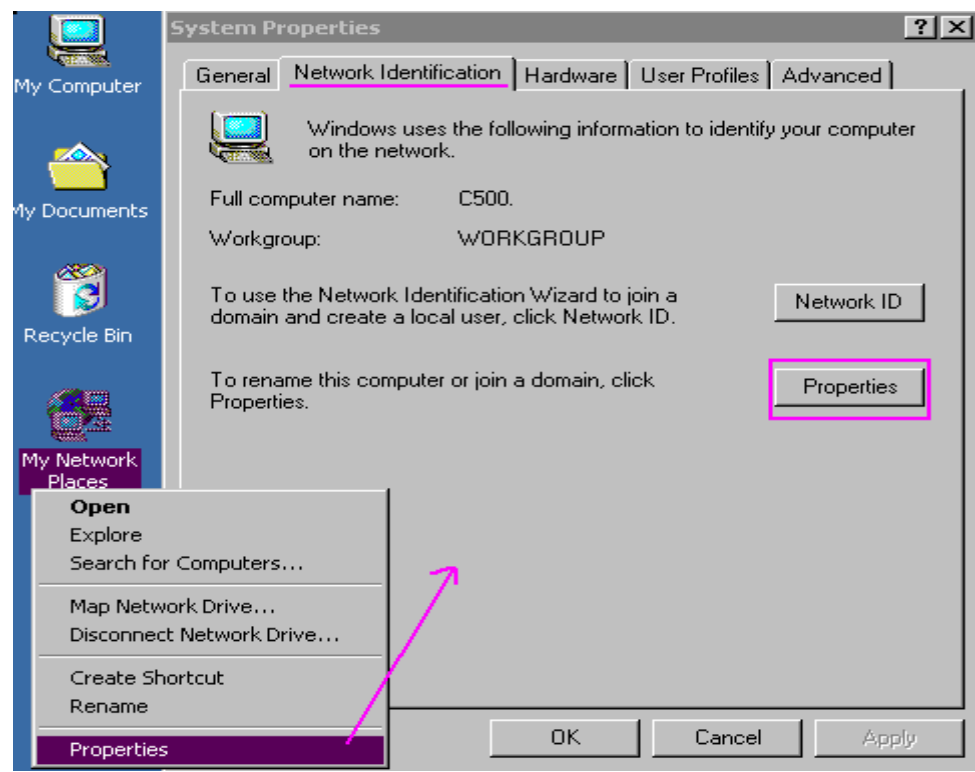 My Computer
My Documents
Recycle Bin
My Network
Places
Open
Explore
Search for Computers...
Map Network Drive...
Disconnect Network Drive...
Create Shortcut
Rename
Properties
System Properties
General
Network Identification
Hardware
User Profiles
Advanced
Windows uses the following information to identify your computer
on the network.
Full computer name: C500.
Workgroup: WORKGROUP
To use the Network Identification Wizard to join a
domain and create a local user, click Network ID.
Network ID
To rename this computer or join a domain, click
Properties.
Properties
OK
Cancel
Apply